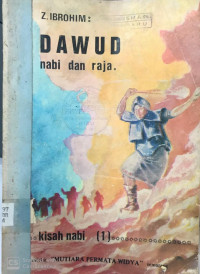 Z.IBROHIM:
DAWUD
nabi dan raja.
kisah nabi (1)
"MUTIARA PERMATA WIDYA"